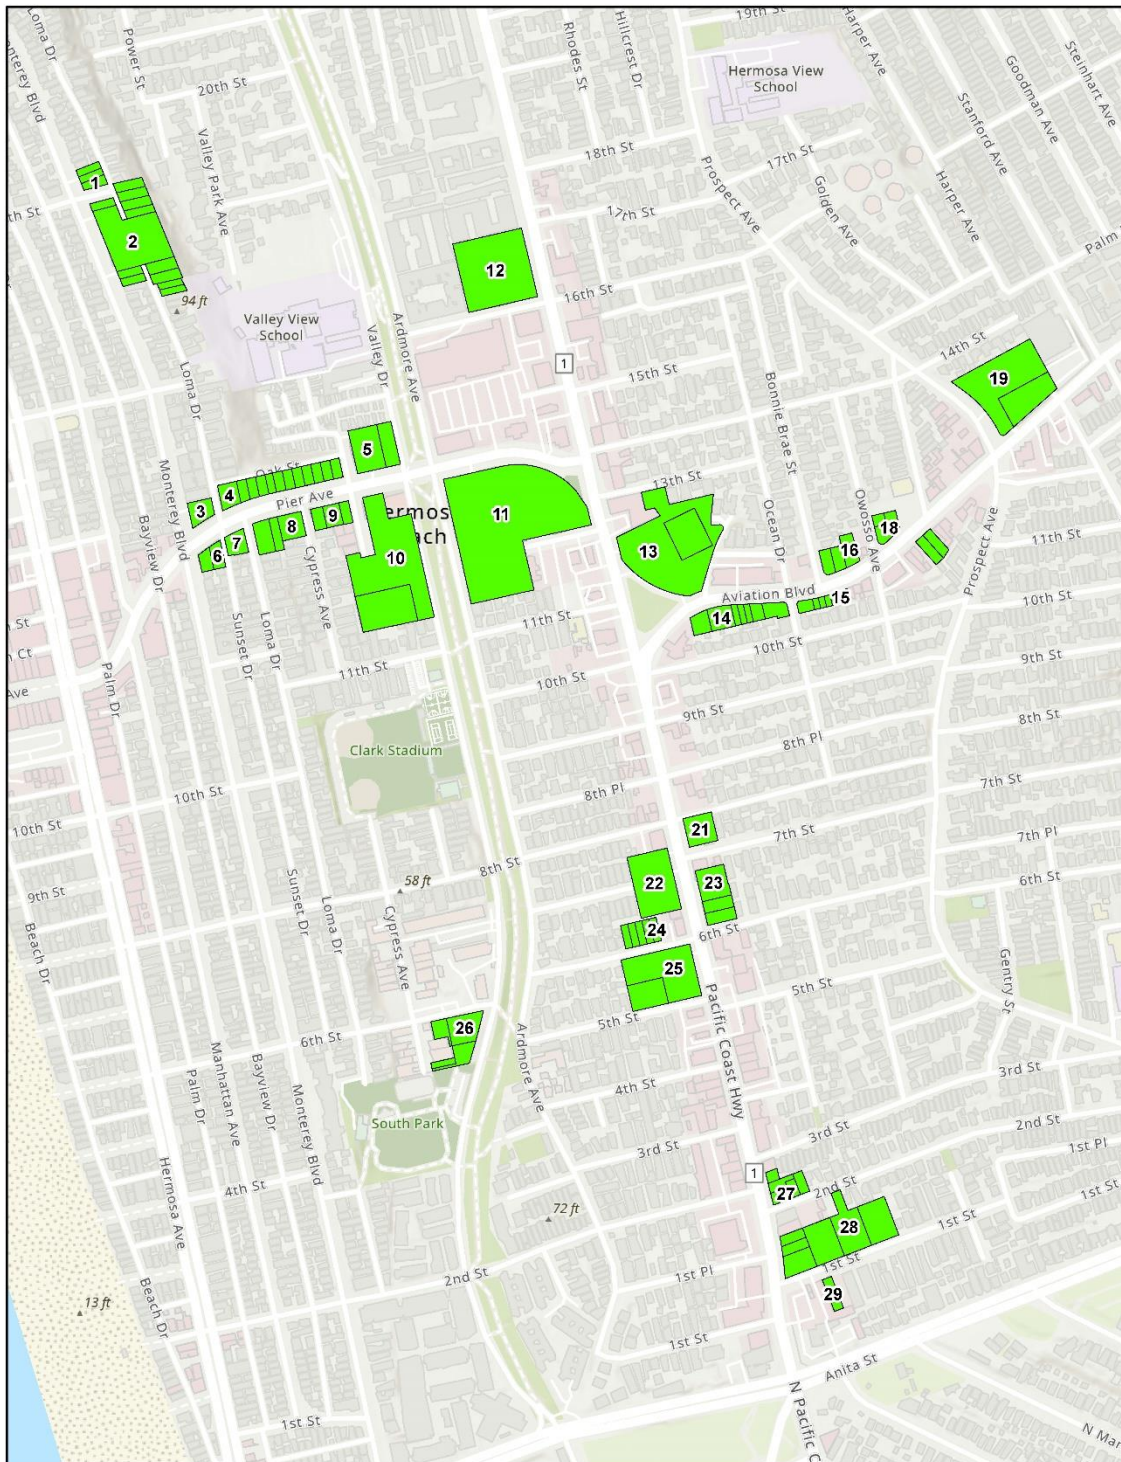 19th St
Loma Dr
Power St
Rhodes St
Hillcrest Dr
Harper Ave
Steinhart Ave
Goodman Ave
Hermosa View
School
20th St
Stanford Ave
Valley Park Ave
18th St
17th St
Prospect Ave
Golden Ave
Harper Ave
1
2
17th St
Palm
12
16th St
94 ft
Valley View
School
Valley Dr
Ardmore Ave
1
14th St
19
15th St
Bonnie Brae St
Loma Dr
5
Oak St
4
3
Pier Ave
13th St
Monterey Blvd
Bayview Dr
11
Owosso Ave
Ocean Dr
Prospect Ave
9
8
7
6
10
13
18
16
11th St
Cypress Ave
Aviation Blvd
15
14
10th St
10th St
11th St
Sunset Dr
Loma Dr
11th St
10th St
9th St
Palm Dr
9th St
8th St
8th Pl
Clark Stadium
8th Pl
7th St
10th St
10th St
21
7th St
7th Pl
8th St
58 ft
22
23
6th St
9th St
Sunset Dr
Loma Dr
Cypress Ave
24
6th St
Beach Dr
25
Gentry St
5th St
5th St
Pacific Coast Hwy
26
6th St
Ardmore Ave
Manhattan Ave
Palm Dr
Bayview Dr
Monterey Blvd
4th St
3rd St
South Park
3rd St
3rd St
2nd St
1st Pl
Hermosa Ave
4th St
1
27
2nd St
1st St
72 ft
28
1st St
1st St
2nd St
1st Pl
29
13 ft
Beach Dr
1st St
Anita St
1st St
N Pacific C